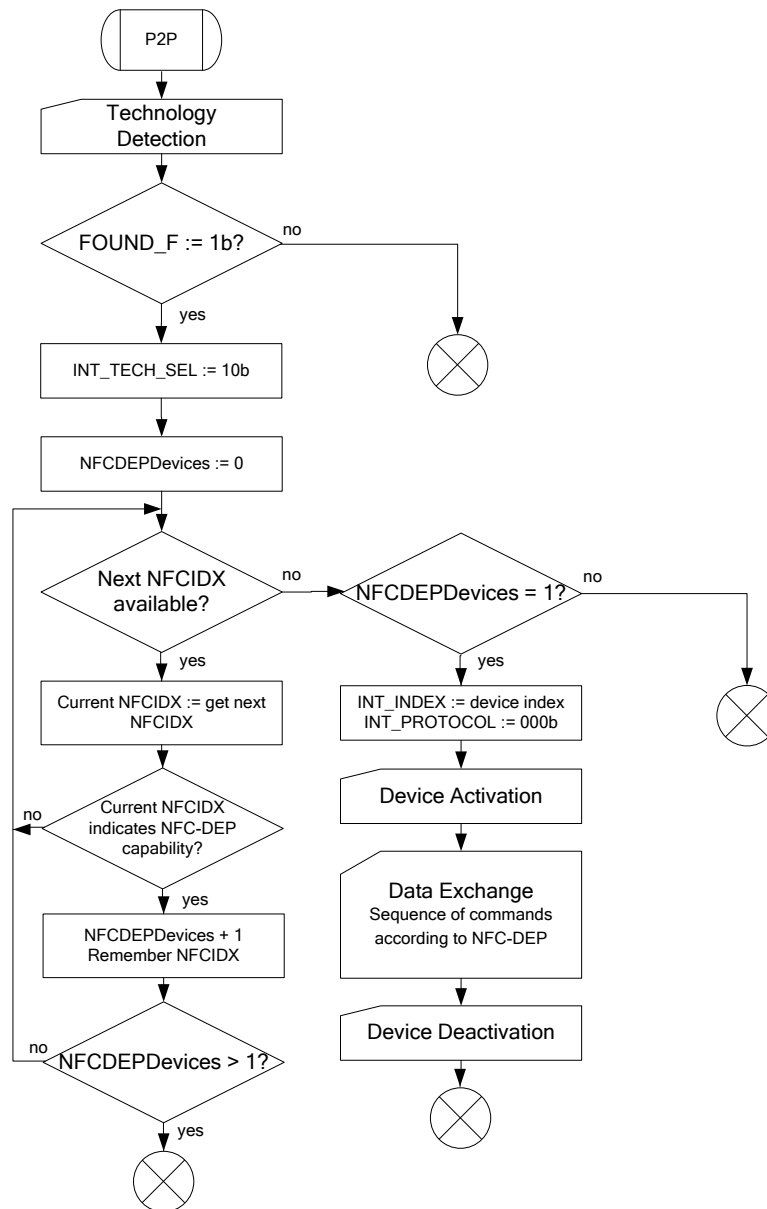 P2P
Technology
Detection
FOUND_F := 1b?
no
yes
INT_TECH_SEL := 10b
NFCDEPDevices := 0
Next NFCIDX
available?
no
NFCDEPDevices = 1?
no
yes
yes
Current NFCIDX := get next
NFCIDX
INT_INDEX := device index
INT_PROTOCOL := 000b
Device Activation
Current NFCIDX
indicates NFC-DEP
capability?
no
yes
Data Exchange
Sequence of commands
according to NFC-DEP
NFCDEPDevices + 1
Remember NFCIDX
Device Deactivation
NFCDEPDevices > 1?
no
yes